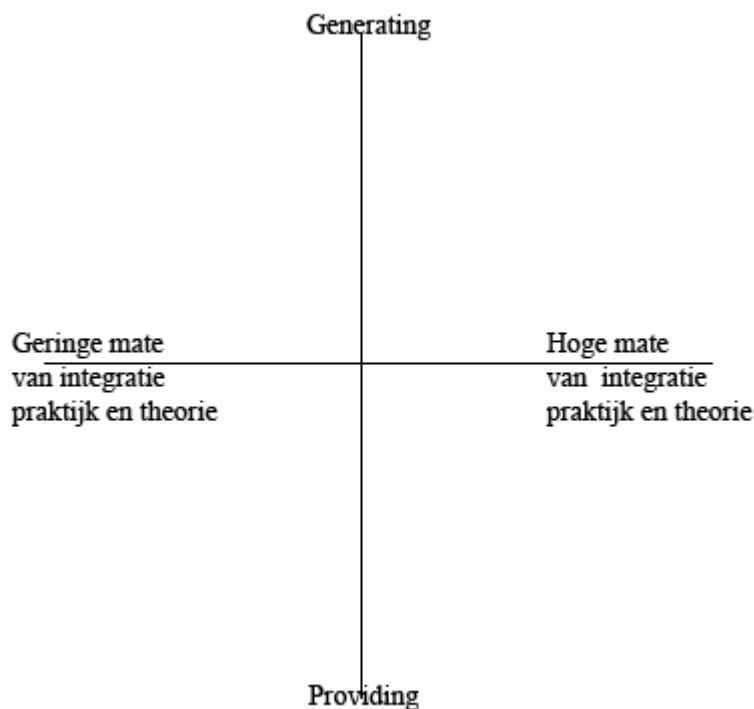 Generating
Geringe mate
van integratie
praktijk en theorie
Hoge mate
van integratie
praktijk en theorie
Providing